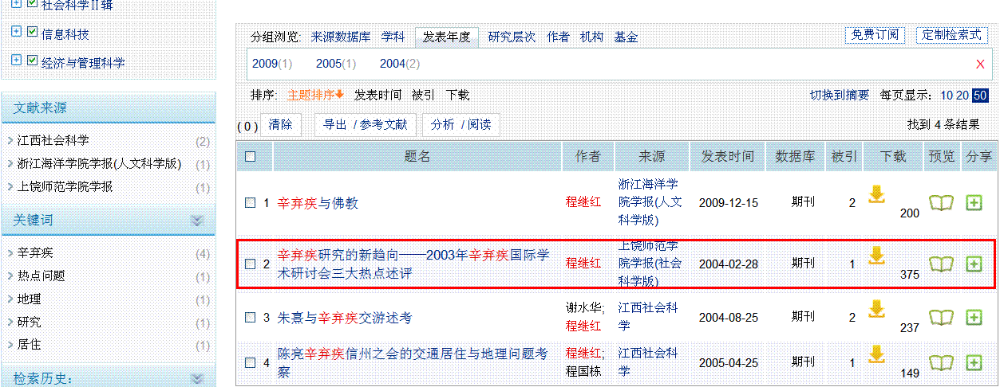 社会科学Ⅱ辑
信息科技
经济与管理科学
文献来源
江西社会科学 (2)
浙江海洋学院学报(人文科学版) (1)
上饶师范学院学报 (1)
关键词
辛弃疾 (4)
热点问题 (1)
地理 (1)
研究 (1)
居住 (1)
检索历史：
分组浏览: 来源数据库 学科 发表年度 研究层次 作者 机构 基金 免费订阅 定制检索式
2009(1) 2005(1) 2004(2) X
排序: 主题排序 发表时间 被引 下载 切换到摘要 每页显示：10 20 50
( 0 ) 清除 导出 / 参考文献 分析 / 阅读 找到 4 条结果
题名 作者 来源 发表时间 数据库 被引 下载 预览 分享
1 辛弃疾与佛教 程继红
浙江海洋学
院学报(人文
科学版)
2009-12-15 期刊 2 200
2 辛弃疾研究的新趋向——2003年辛弃疾国际学
术研讨会三大热点述评
程继红
上饶师范学
院学报(社会
科学版)
2004-02-28 期刊 1 375
3 朱熹与辛弃疾交游述考
谢水华;
程继红
江西社会科
学
2004-08-25 期刊 2 237
4 陈亮辛弃疾信州之会的交通居住与地理问题考
察
程继红;
程国栋
江西社会科
学
2005-04-25 期刊 1 149